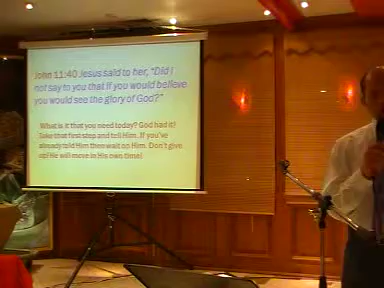 John 11:40 Jesus said to her, "Did I
not say to you that if you would believe
you would see the glory of God?"
What is it that you need today? God had it!
Take that first step and tell Him. If you've
already told Him then wait on Him. Don't give
up! He will move in His own time!